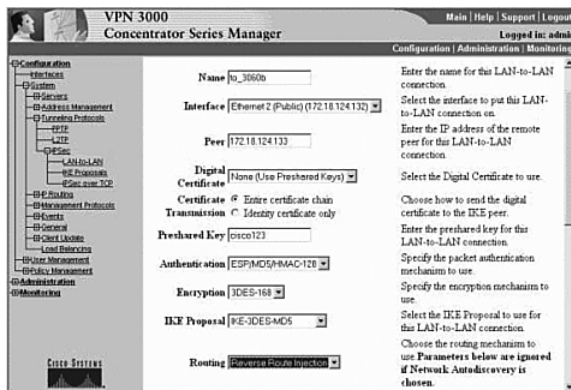 VPN 3000
Concentrator Series Manager
Main | Help | Support | Logout
Logged in: admin
Configuration | Administration | Monitoring
Configuration
Interfaces
System
Servers
Address Management
Tunneling Protocols
PPTP
L2TP
IPSec
LAN-to-LAN
IKE Proposals
IPSec over TCP
IP Routing
Management Protocols
Events
General
Client Update
Load Balancing
User Management
Policy Management
Administration
Monitoring
CISCO SYSTEMS
Name to_3060b
Enter the name for this LAN-to-LAN
connection.
Interface Ethernet 2 (Public) (172.18.124.132)
Select the interface to put this LAN-
to-LAN connection on.
Peer 172.18.124.133
Enter the IP address of the remote
peer for this LAN-to-LAN
connection.
Digital
Certificate None (Use Preshared Keys)
Select the Digital Certificate to use.
Certificate Entire certificate chain
Transmission Identity certificate only
Choose how to send the digital
certificate to the IKE peer.
Preshared Key cisco123
Enter the preshared key for this
LAN-to-LAN connection.
Authentication ESP/MD5/HMAC-128
Specify the packet authentication
mechanism to use.
Encryption 3DES-168
Specify the encryption mechanism to
use.
IKE Proposal IKE-3DES-MD5
Select the IKE Proposal to use for
this LAN-to-LAN connection.
Routing Reverse Route Injection
Choose the routing mechanism to
use. Parameters below are ignored
if Network Autodiscovery is
chosen.